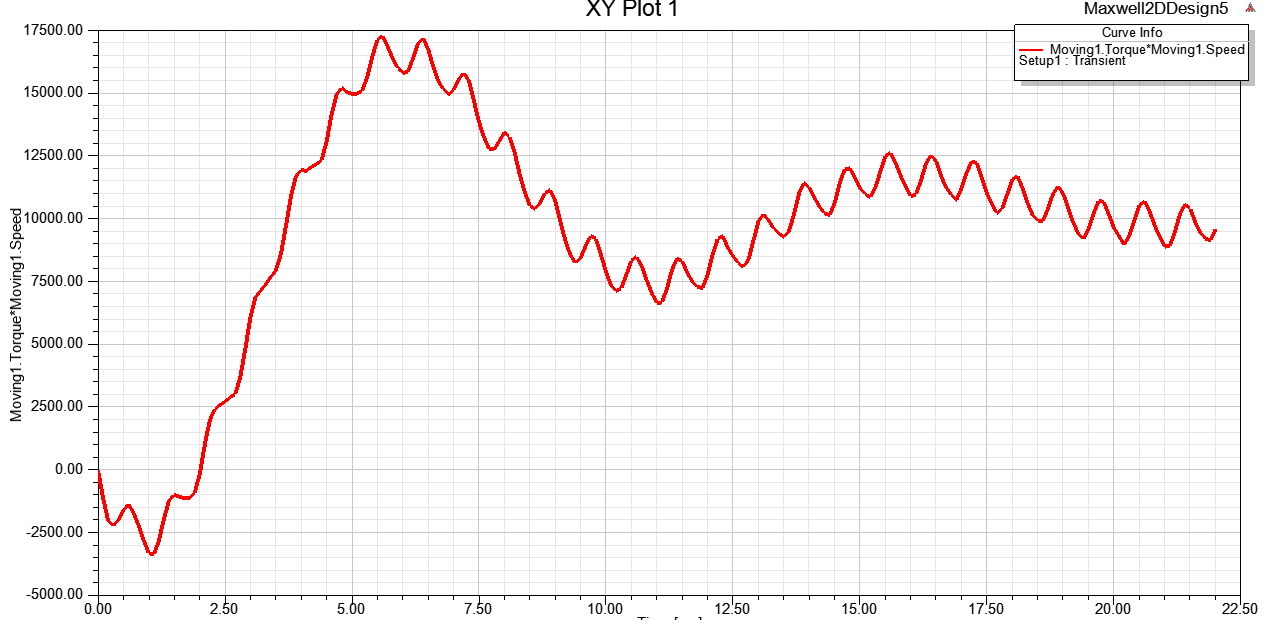 XY Plot 1
Maxwell2DDesign5
Curve Info
Moving1.Torque*Moving1.Speed
Setup1 : Transient
Moving1.Torque*Moving1.Speed
17500.00
15000.00
12500.00
10000.00
7500.00
5000.00
2500.00
0.00
-2500.00
-5000.00
0.00 2.50 5.00 7.50 10.00 12.50 15.00 17.50 20.00 22.50